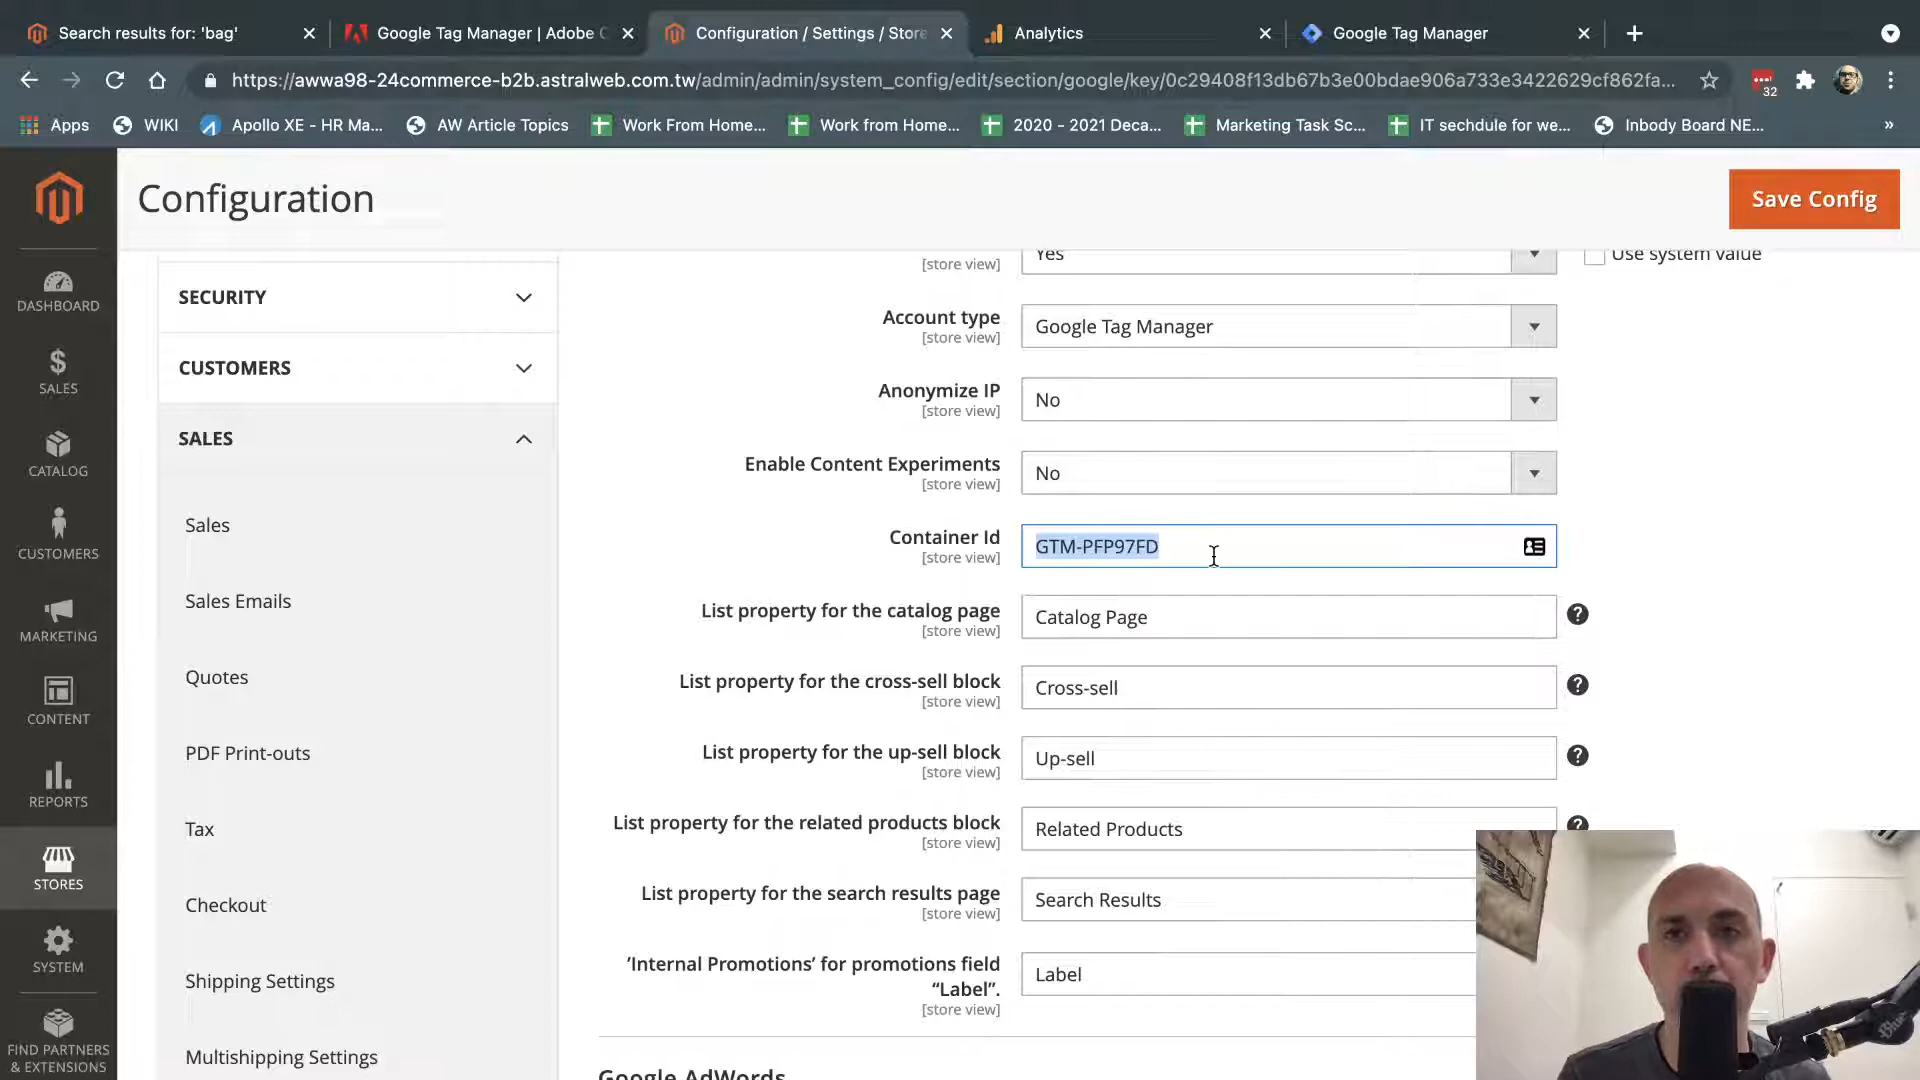 Search results for: 'bag'
Google Tag Manager | Adobe C
Configuration / Settings / Store
Analytics
Google Tag Manager
https://awwa98-24commerce-b2b.astralweb.com.tw/admin/admin/system_config/edit/section/google/key/0c29408f13db67b3e00bdae906a733e3422629cf862fa...
32
Apps
WIKI
Apollo XE - HR Ma...
AW Article Topics
Work From Home...
Work from Home...
2020 - 2021 Deca...
Marketing Task Sc...
IT sechdule for we...
Inbody Board NE...
»
Configuration
Save Config
DASHBOARD
SALES
CATALOG
CUSTOMERS
MARKETING
CONTENT
REPORTS
STORES
SYSTEM
FIND PARTNERS
& EXTENSIONS
SECURITY
CUSTOMERS
SALES
Sales
Sales Emails
Quotes
PDF Print-outs
Tax
Checkout
Shipping Settings
Multishipping Settings
[store view]
Yes
Use system value
Account type
[store view]
Google Tag Manager
Anonymize IP
[store view]
No
Enable Content Experiments
[store view]
No
Container Id
[store view]
GTM-PFP97FD
List property for the catalog page
[store view]
Catalog Page
List property for the cross-sell block
[store view]
Cross-sell
List property for the up-sell block
[store view]
Up-sell
List property for the related products block
[store view]
Related Products
List property for the search results page
[store view]
Search Results
'Internal Promotions' for promotions field
“Label”.
[store view]
Label
Google AdWords